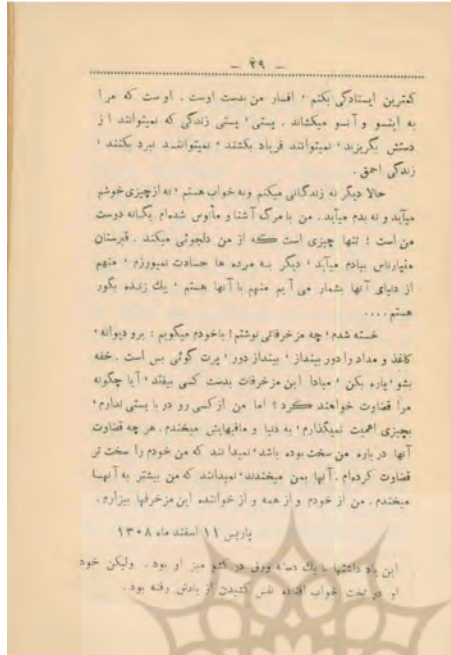 - ۲۹ -
کمترین ایستادگی بکنم ، افسار من بدست اوست . اوست که مرا
به اینسو و آنسو میکشاند . پستی ، پستی زندگی که نمیتوانند از
دستش بگریزند ، نمیتوانند فریاد بکشند ، نمیتوانند نبرد بکنند ،
زندگی احمق .
حالا دیگر نه زندگانی میکنم ونه خواب هستم ، نه ازچیزی خوشم
میآید و نه بدم میآید . من با مرگ آشنا و مأنوس شده‌ام یگانه دوست
من است ؛ تنها چیزی است که از من دلجوئی میکند . قبرستان
منپارناس بیادم میآید ، دیگر به مرده ها حسادت نمیورزم ، منهم
از دنیای آنها بشمار می آیم منهم با آنها هستم ، یك زنده بگور
هستم ....
خسته شدم ، چه مزخرفاتی نوشتم ! باخودم میگویم : برو دیوانه ،
کاغذ و مداد را دور بینداز ، بینداز دور ، پرت گوئی بس است . خفه
بشو ، پاره بکن ، مبادا این مزخرفات بدست کسی بیفتد ، آیا چگونه
مرا قضاوت خواهند کرد ؟ اما من ازکسی رو در با یستی ندارم ،
بچیزی اهمیت نمیگذارم ، به دنیا و مافیهایش میخندم . هر چه قضاوت
آنها در باره من سخت بوده باشد ، نمیدا نند که من خودم را سخت تر
قضاوت کرده‌ام . آنها بمن میخندند ، نمیدانند که من بیشتر به آنها
میخندم . من از خودم و از همه و از خواننده این مزخرفها بیزارم .
پاریس ۱۱ اسفند ماه ۱۳۰۸
این یاد داشتها با یك دسته ورق در کشو میز او بود . ولیکن خود
او در تخت خواب افتاده نفس کشیدن از یادش رفته بود .